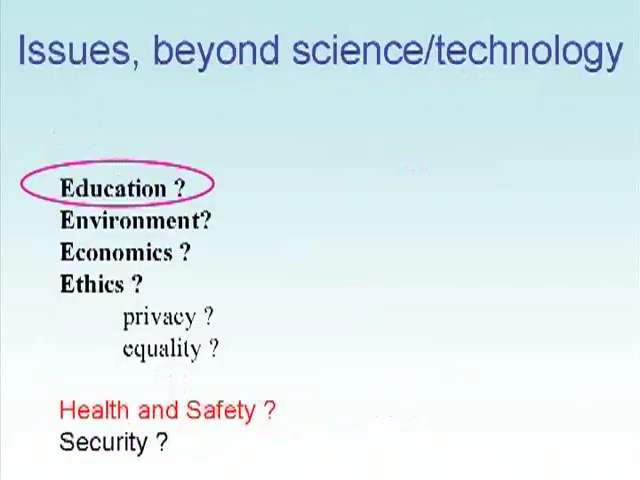 Issues, beyond science/technology
Education ?
Environment?
Economics ?
Ethics ?
privacy ?
equality ?
Health and Safety ?
Security ?